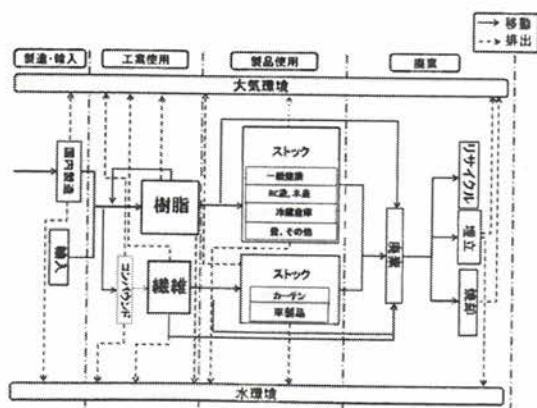 移動
排出
製造・輸入
工業使用
製品使用
廃棄
大気環境
国内製造
輸入
コンパウンド
樹脂
繊維
ストック
一般建築
RC造、木造
冷蔵倉庫
畳、その他
ストック
カーテン
車製品
廃棄
リサイクル
埋立
焼却
水環境